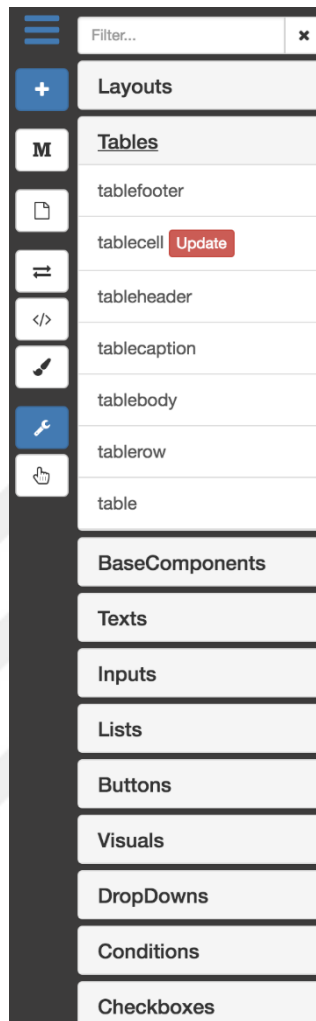 Filter...
Layouts
M
Tables
tablefooter
tablecell Update
tableheader
</>
tablecaption
tablebody
tablerow
table
BaseComponents
Texts
Inputs
Lists
Buttons
Visuals
DropDowns
Conditions
Checkboxes